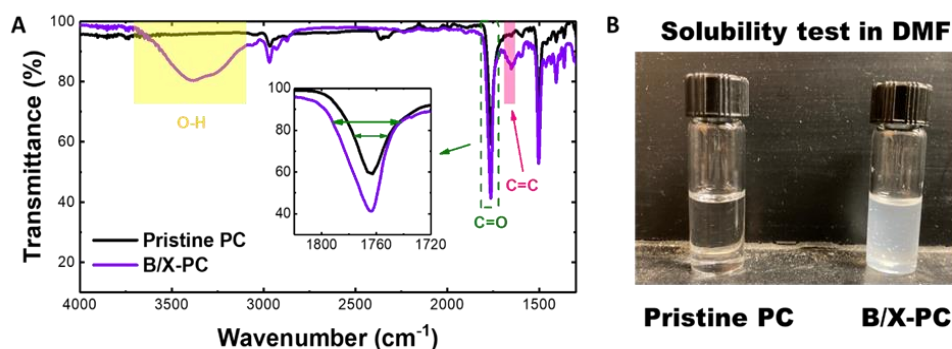 A
Transmittance (%)
100
80
60
40
20
10
O-H
100
80
60
40
1800
1760
1720
C=C
C=O
Pristine PC
B/X-PC
4000
3500
3000
2500
2000
1500
Wavenumber (cm⁻¹)
B
Solubility test in DMF
Pristine PC
B/X-PC